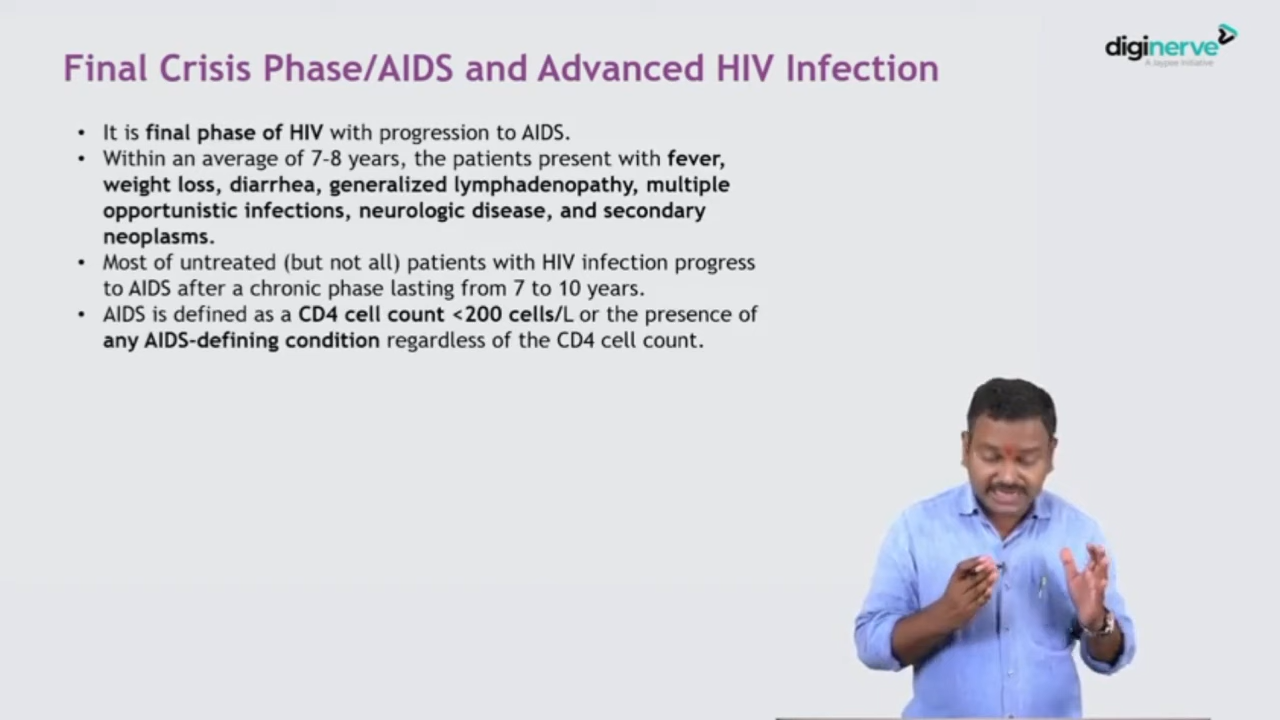 diginerve
A Jaypee Initiative
Final Crisis Phase/AIDS and Advanced HIV Infection
• It is final phase of HIV with progression to AIDS.
• Within an average of 7-8 years, the patients present with fever,
weight loss, diarrhea, generalized lymphadenopathy, multiple
opportunistic infections, neurologic disease, and secondary
neoplasms.
• Most of untreated (but not all) patients with HIV infection progress
to AIDS after a chronic phase lasting from 7 to 10 years.
• AIDS is defined as a CD4 cell count <200 cells/L or the presence of
any AIDS-defining condition regardless of the CD4 cell count.